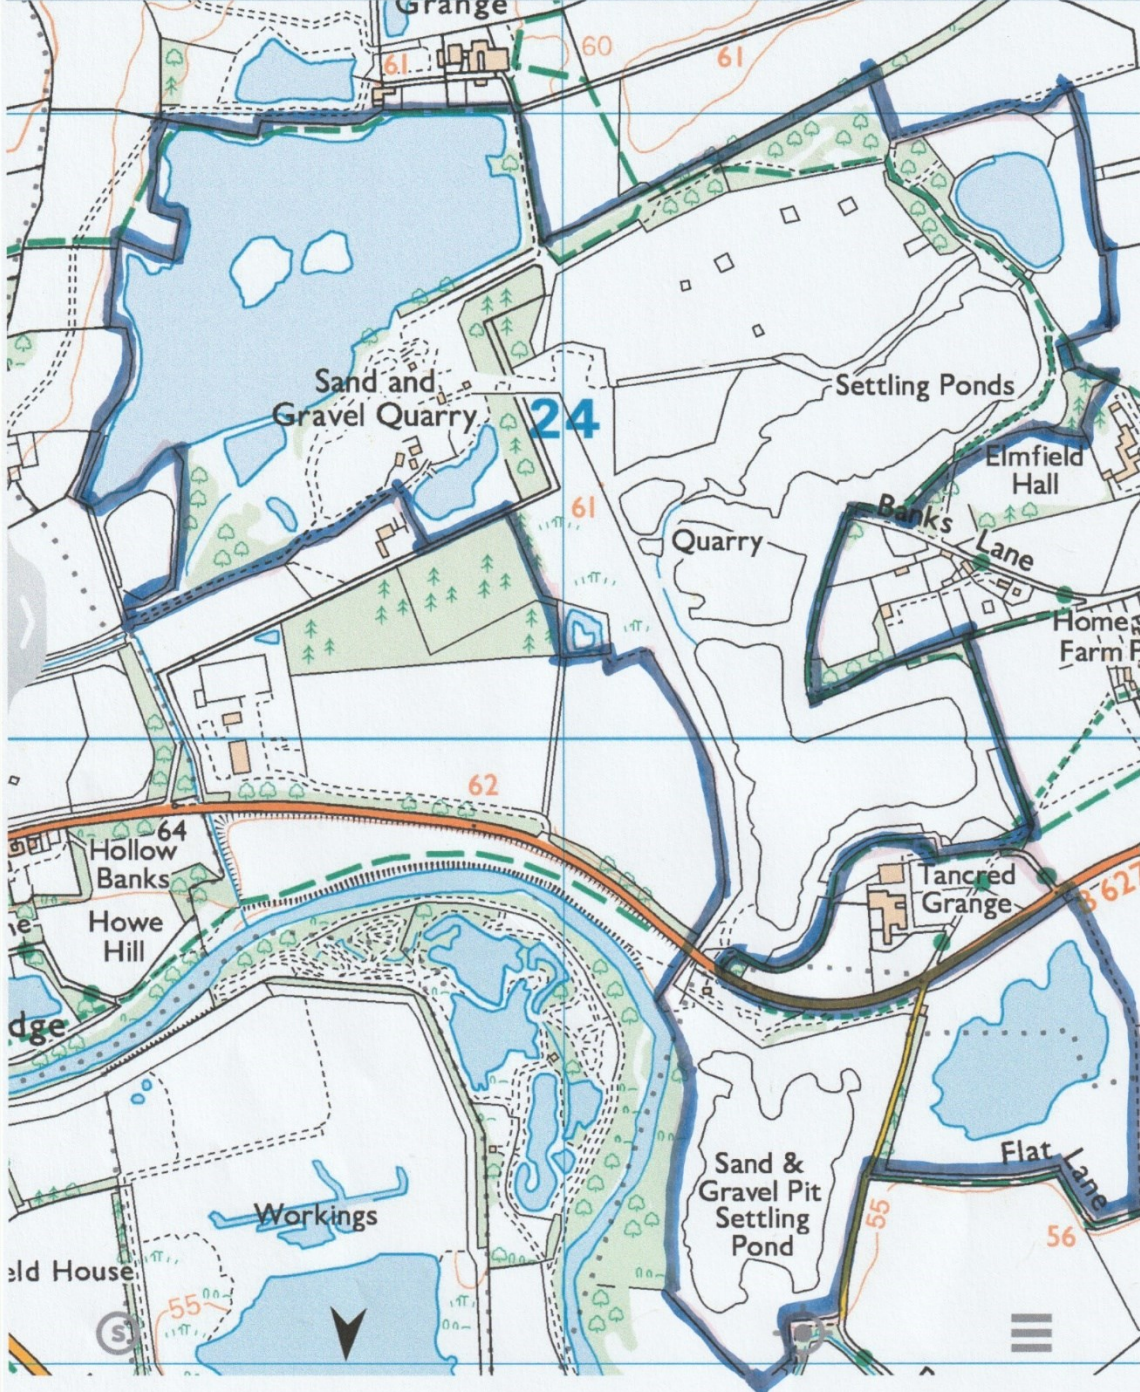 Grange
61
60
61
Sand and
Gravel Quarry
24
Settling Ponds
Elmfield
Hall
61
Banks
Lane
Quarry
Home
Farm
62
64
Hollow
Banks
Tancred
Grange
B 627
Howe
Hill
dge
Sand &
Gravel Pit
Settling
Pond
Flat Lane
55
56
Workings
eld House
55
S